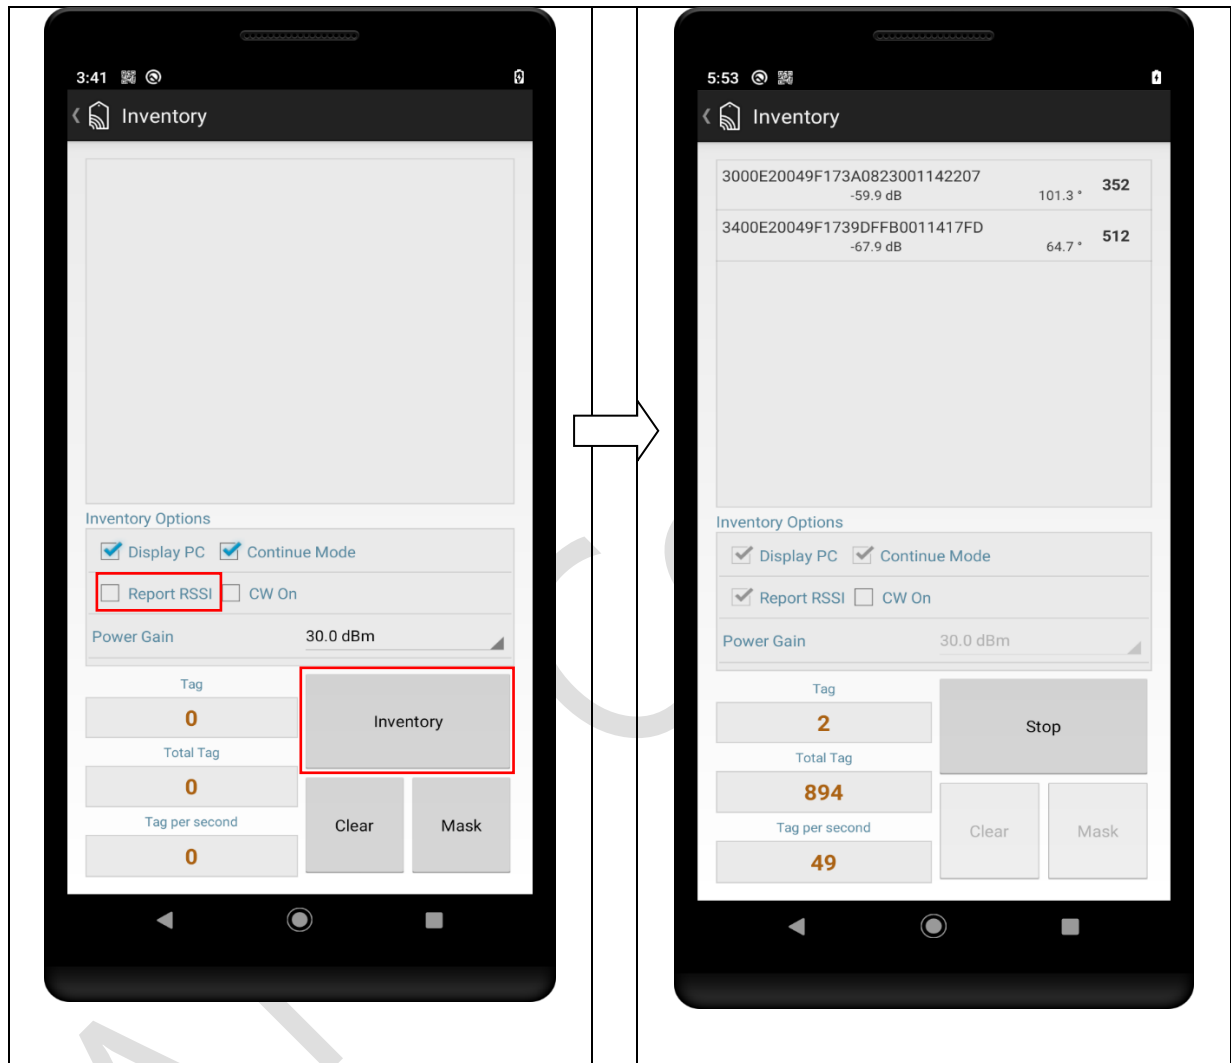 3:41
Inventory
Inventory Options
Display PC Continue Mode
Report RSSI CW On
Power Gain 30.0 dBm
Tag
0
Inventory
Total Tag
0
Tag per second
0
Clear Mask
5:53
Inventory
3000E20049F173A0823001142207
-59.9 dB 101.3 ° 352
3400E20049F1739DFFB0011417FD
-67.9 dB 64.7 ° 512
Inventory Options
Display PC Continue Mode
Report RSSI CW On
Power Gain 30.0 dBm
Tag
2
Stop
Total Tag
894
Tag per second
49
Clear Mask